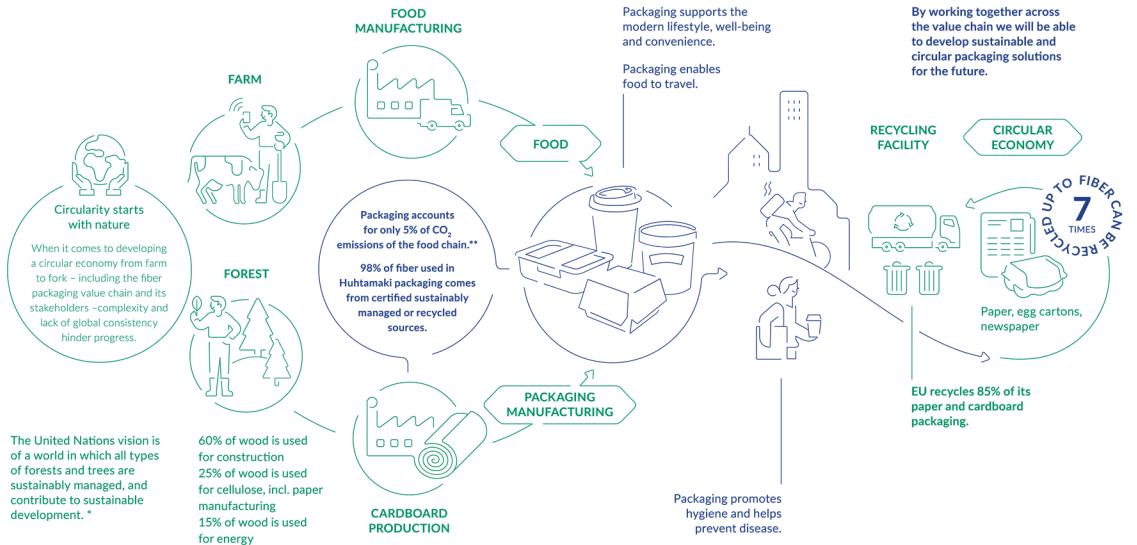 FOOD
MANUFACTURING
Packaging supports the
modern lifestyle, well-being
and convenience.
Packaging enables
food to travel.
By working together across
the value chain we will be able
to develop sustainable and
circular packaging solutions
for the future.
FARM
FOOD
RECYCLING
FACILITY
CIRCULAR
ECONOMY
Circularity starts
with nature
When it comes to developing
a circular economy from farm
to fork – including the fiber
packaging value chain and its
stakeholders –complexity and
lack of global consistency
hinder progress.
Packaging accounts
for only 5% of CO₂
emissions of the food chain.**
98% of fiber used in
Huhtamaki packaging comes
from certified sustainably
managed or recycled
sources.
UP TO FIBER CAN BE RECYCLED
7
TIMES
FOREST
Paper, egg cartons,
newspaper
PACKAGING
MANUFACTURING
EU recycles 85% of its
paper and cardboard
packaging.
The United Nations vision is
of a world in which all types
of forests and trees are
sustainably managed, and
contribute to sustainable
development. *
60% of wood is used
for construction
25% of wood is used
for cellulose, incl. paper
manufacturing
15% of wood is used
for energy
CARDBOARD
PRODUCTION
Packaging promotes
hygiene and helps
prevent disease.